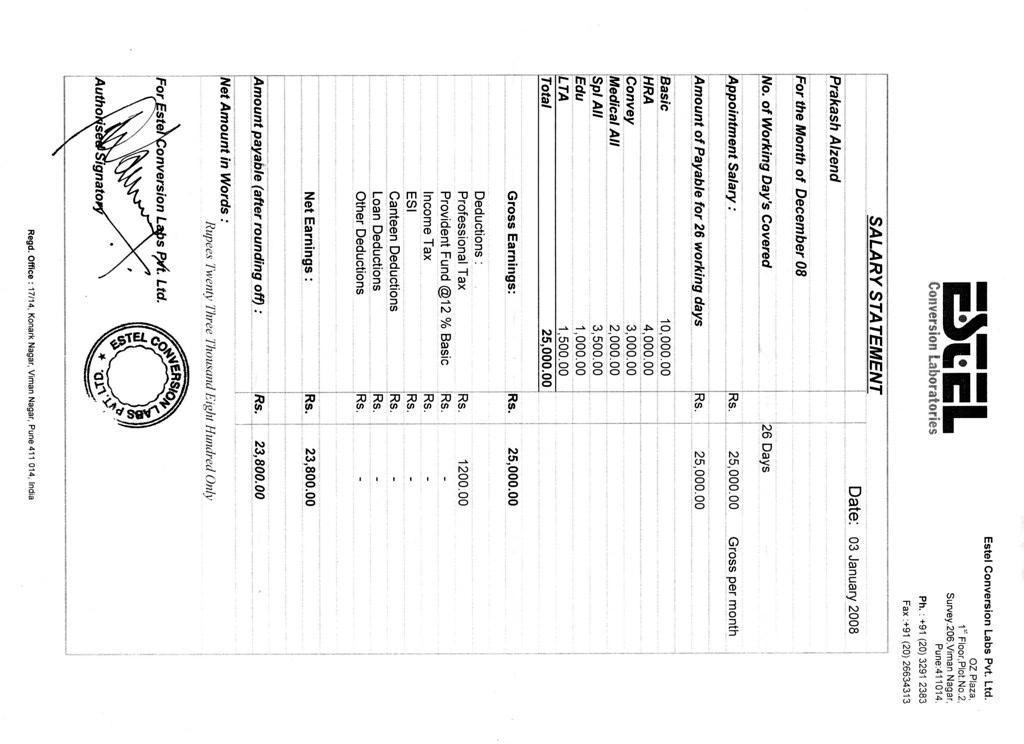 ESTEL
Conversion Laboratories
Estel Conversion Labs Pvt. Ltd.
OZ Plaza,
1st Floor,Plot.No.2,
Survey.206,Viman Nagar,
Pune:411014.
Ph. : +91 (20) 3291 2383
Fax :+91 (20) 26634313
SALARY STATEMENT
Date: 03 January 2008
Prakash Alzend
For the Month of December 08
No. of Working Day's Covered 26 Days
Appointment Salary : Rs. 25,000.00 Gross per month
Amount of Payable for 26 working days Rs. 25,000.00
Basic 10,000.00
HRA 4,000.00
Convey 3,000.00
Medical All 2,000.00
Spl All 3,500.00
Edu 1,000.00
LTA 1,500.00
Total 25,000.00
Gross Earnings: Rs. 25,000.00
Deductions :
Professional Tax Rs. 1200.00
Provident Fund @12 % Basic Rs. -
Income Tax Rs. -
ESI Rs. -
Canteen Deductions Rs. -
Loan Deductions Rs. -
Other Deductions Rs. -
Net Earnings : Rs. 23,800.00
Amount payable (after rounding off) : Rs. 23,800.00
Net Amount in Words :
Rupees Twenty Three Thousand Eight Hundred Only
For Estel Conversion Labs Pvt. Ltd.
Authorised Signatory
ESTEL CONVERSION LABS PVT. LTD. ★
Regd. Office : 17/14, Konark Nagar, Viman Nagar, Pune 411 014, India